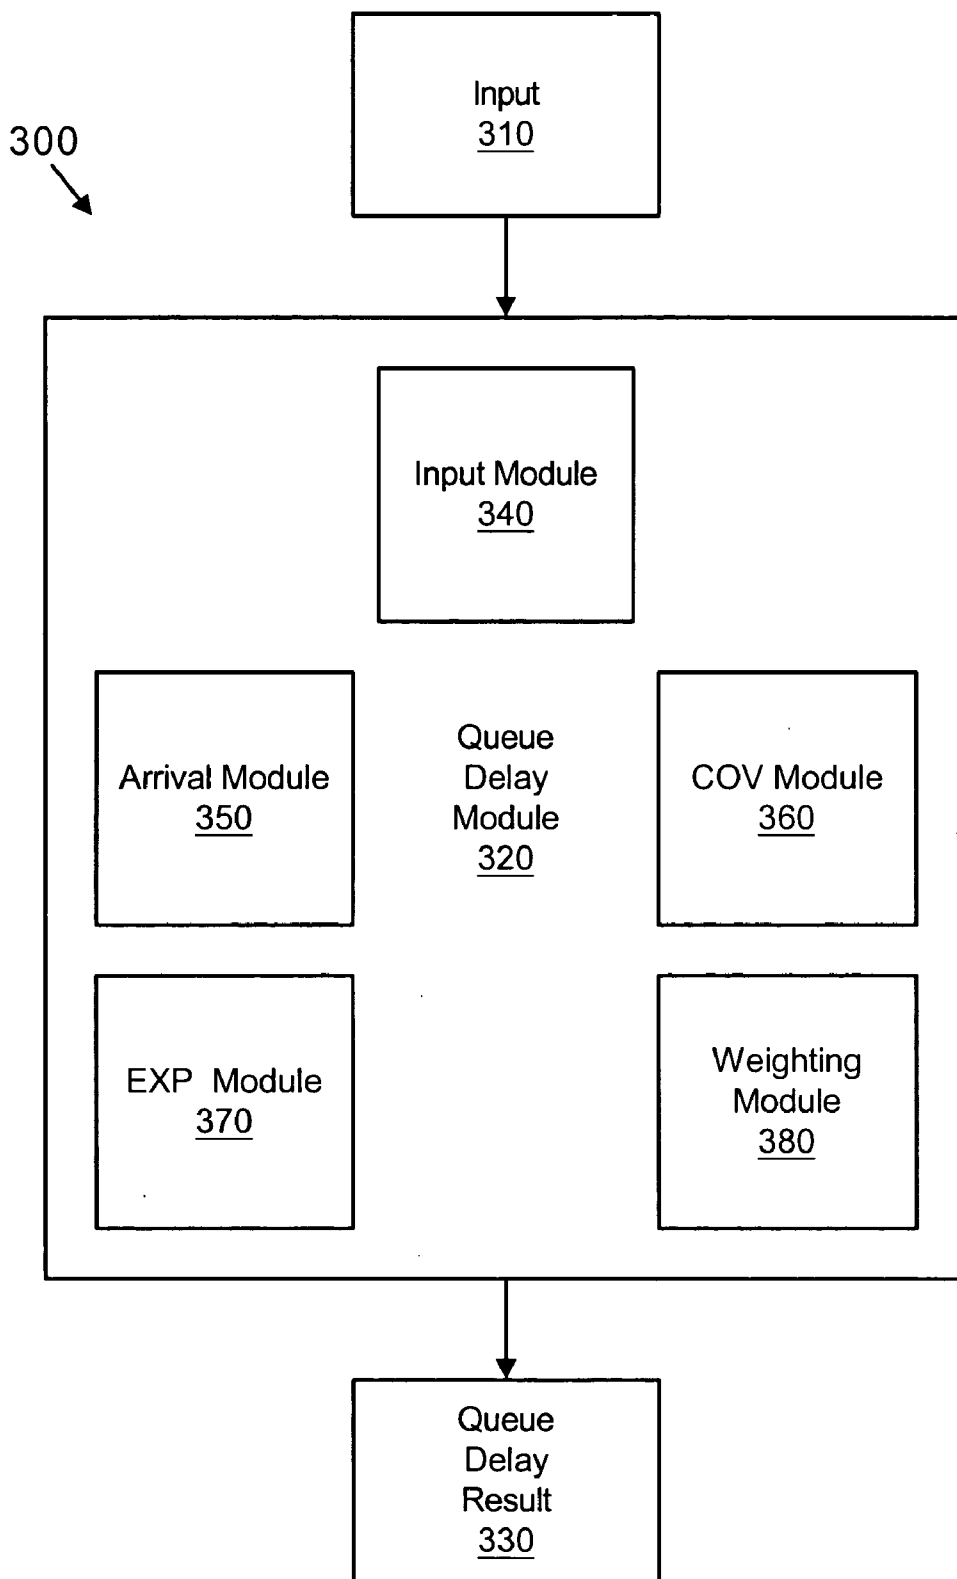 Input
310
300
Input Module
340
Arrival Module
350
Queue
Delay
Module
320
COV Module
360
EXP Module
370
Weighting
Module
380
Queue
Delay
Result
330